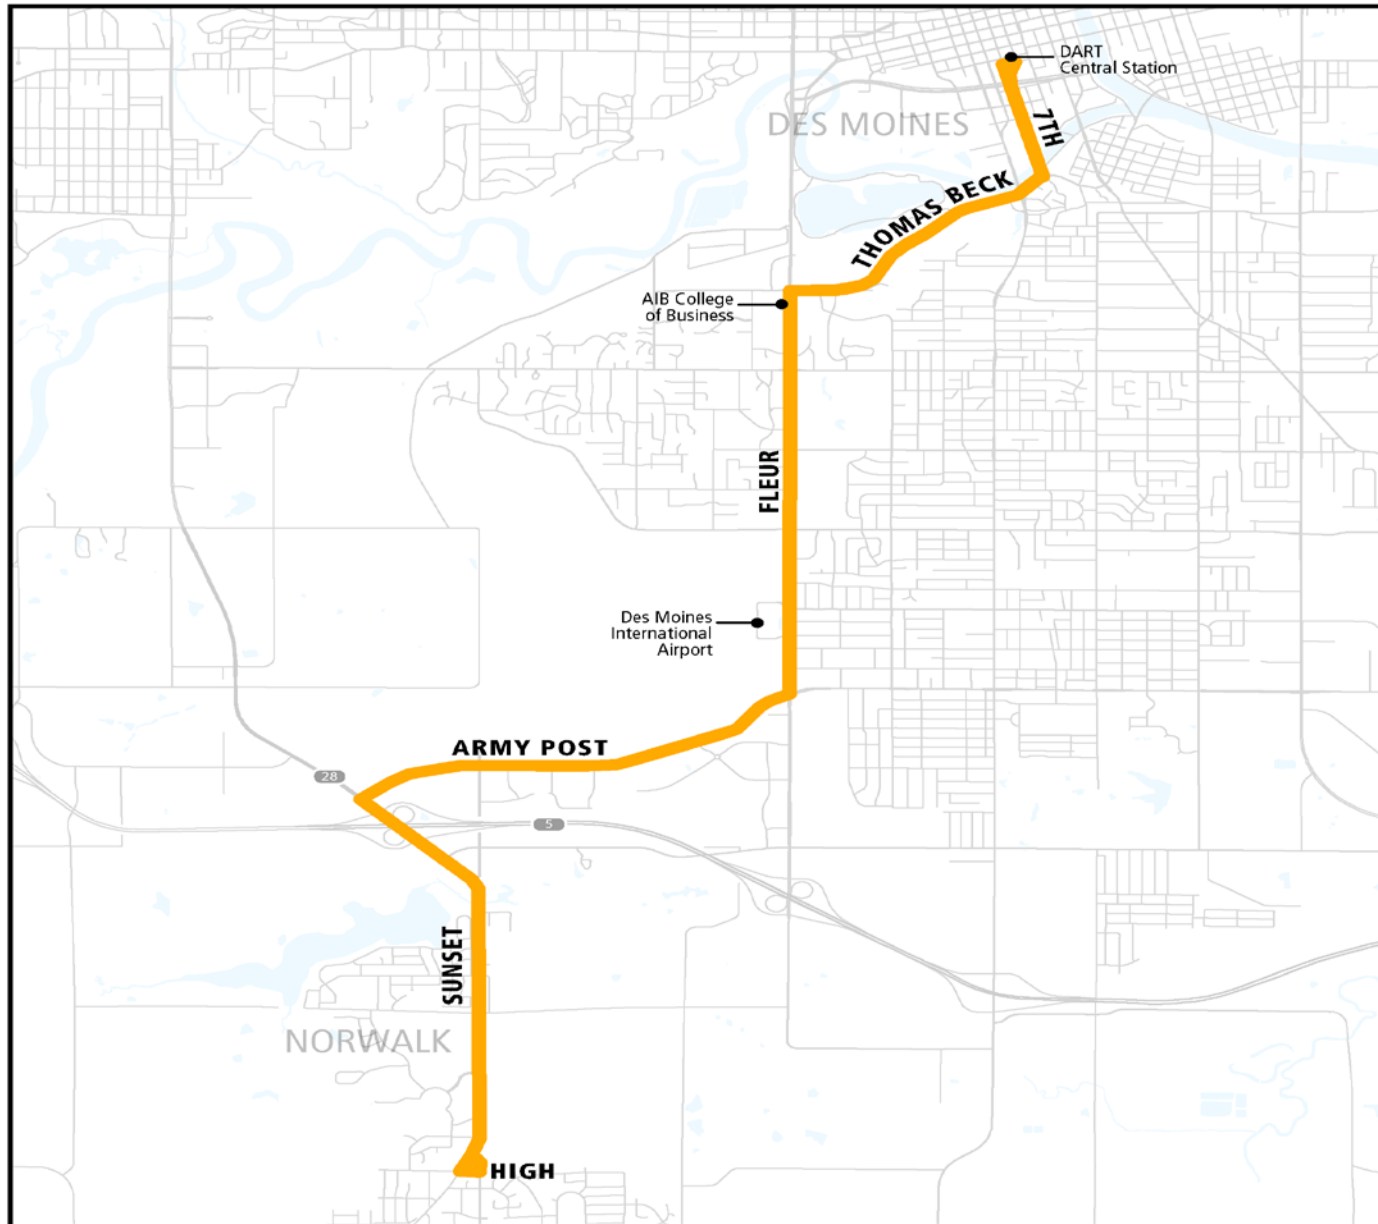 DART
Central Station
DES MOINES
7TH
THOMAS BECK
AIB College
of Business
FLEUR
Des Moines
International
Airport
ARMY POST
28
5
SUNSET
NORWALK
HIGH